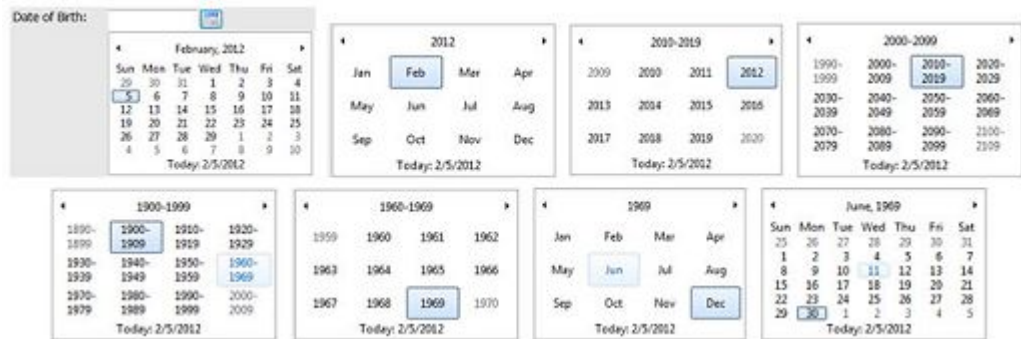 Date of Birth:
February, 2012
Sun Mon Tue Wed Thu Fri Sat
29 30 31 1 2 3 4
5 6 7 8 9 10 11
12 13 14 15 16 17 18
19 20 21 22 23 24 25
26 27 28 29 1 2 3
4 5 6 7 8 9 10
Today: 2/5/2012
2012
Jan Feb Mar Apr
May Jun Jul Aug
Sep Oct Nov Dec
Today: 2/5/2012
2010-2019
2009 2010 2011 2012
2013 2014 2015 2016
2017 2018 2019 2020
Today: 2/5/2012
2000-2099
1990- 2000- 2010- 2020-
1999 2009 2019 2029
2030- 2040- 2050- 2060-
2039 2049 2059 2069
2070- 2080- 2090- 2100-
2079 2089 2099 2109
Today: 2/5/2012
1900-1999
1890- 1900- 1910- 1920-
1899 1909 1919 1929
1930- 1940- 1950- 1960-
1939 1949 1959 1969
1970- 1980- 1990- 2000-
1979 1989 1999 2009
Today: 2/5/2012
1960-1969
1959 1960 1961 1962
1963 1964 1965 1966
1967 1968 1969 1970
Today: 2/5/2012
1969
Jan Feb Mar Apr
May Jun Jul Aug
Sep Oct Nov Dec
Today: 2/5/2012
June, 1969
Sun Mon Tue Wed Thu Fri Sat
25 26 27 28 29 30 31
1 2 3 4 5 6 7
8 9 10 11 12 13 14
15 16 17 18 19 20 21
22 23 24 25 26 27 28
29 30 1 2 3 4 5
Today: 2/5/2012